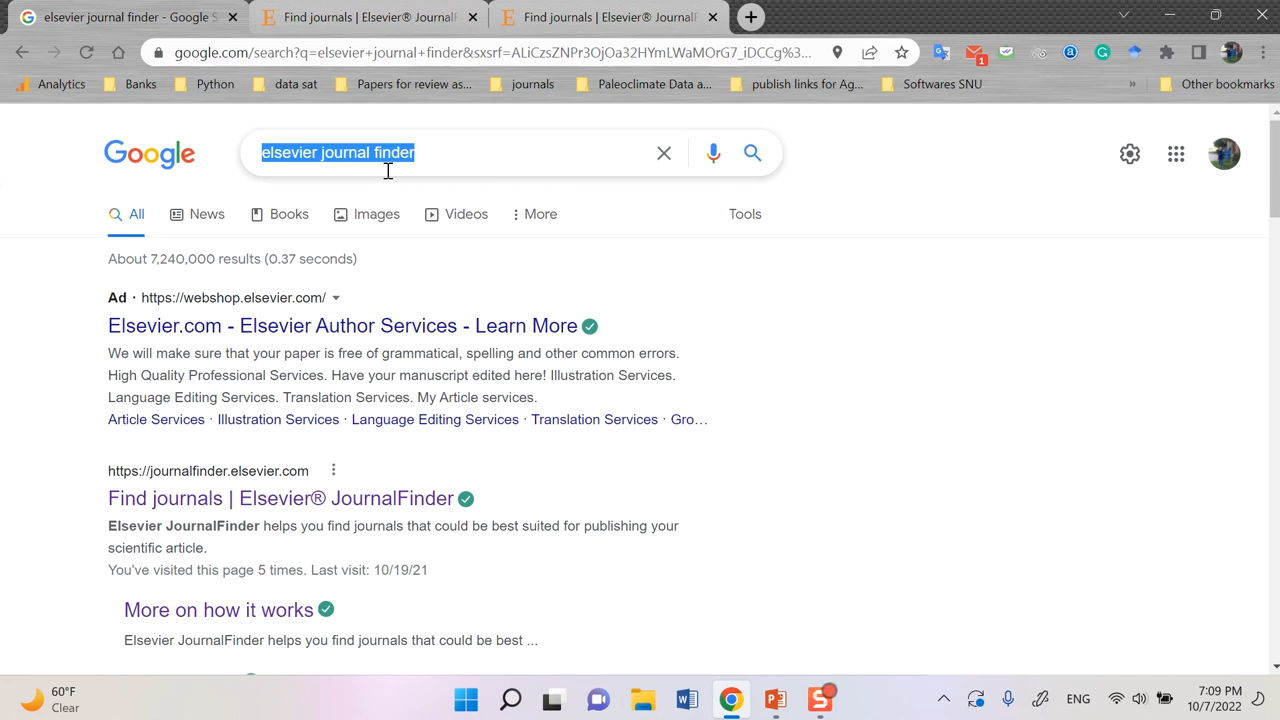 elsevier journal finder - Google S
Find journals | Elsevier® JournalF
Find journals | Elsevier® JournalF
google.com/search?q=elsevier+journal+finder&sxsrf=ALiCzsZNPr3OjOa32HYmLWaMOrG7_iDCCg%3...
1
Analytics
Banks
Python
data sat
Papers for review as...
journals
Paleoclimate Data a...
publish links for Ag...
Softwares SNU
»
Other bookmarks
Google
elsevier journal finder
All
News
Books
Images
Videos
More
Tools
About 7,240,000 results (0.37 seconds)
Ad · https://webshop.elsevier.com/
Elsevier.com - Elsevier Author Services - Learn More
We will make sure that your paper is free of grammatical, spelling and other common errors.
High Quality Professional Services. Have your manuscript edited here! Illustration Services.
Language Editing Services. Translation Services. My Article services.
Article Services · Illustration Services · Language Editing Services · Translation Services · Gro…
https://journalfinder.elsevier.com
Find journals | Elsevier® JournalFinder
Elsevier JournalFinder helps you find journals that could be best suited for publishing your
scientific article.
You've visited this page 5 times. Last visit: 10/19/21
More on how it works
Elsevier JournalFinder helps you find journals that could be best ...
60°F
Clear
ENG
7:09 PM
10/7/2022